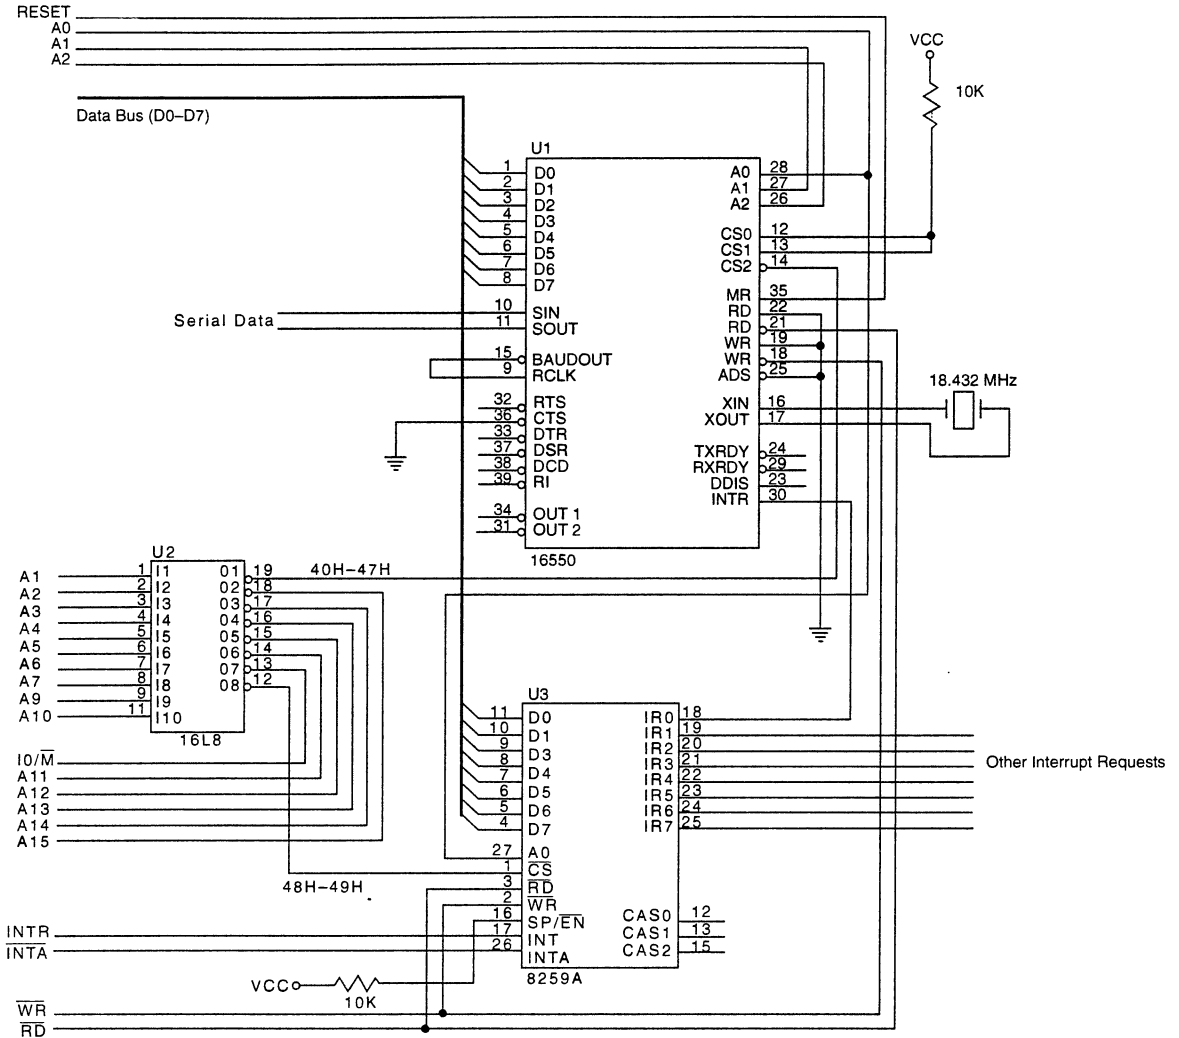 RESET
A0
A1
A2
Data Bus (D0–D7)
VCC
10K
U1
1 D0
2 D1
3 D2
4 D3
5 D4
6 D5
7 D6
8 D7
10 SIN
11 SOUT
15 BAUDOUT
9 RCLK
32 RTS
36 CTS
33 DTR
37 DSR
38 DCD
39 RI
34 OUT 1
31 OUT 2
A0 28
A1 27
A2 26
CS0 12
CS1 13
CS2 14
MR 35
RD 22
RD 21
WR 19
WR 18
ADS 25
XIN 16
XOUT 17
TXRDY 24
RXRDY 29
DDIS 23
INTR 30
16550
Serial Data
18.432 MHz
U2
A1 1 I1
A2 2 I2
A3 3 I3
A4 4 I4
A5 5 I5
A6 6 I6
A7 7 I7
A8 8 I8
A9 9 I9
A10 11 I10
O1 19
O2 18
O3 17
O4 16
O5 15
O6 14
O7 13
O8 12
16L8
40H–47H
IO/M
A11
A12
A13
A14
A15
48H–49H
U3
11 D0
10 D1
9 D3
8 D4
7 D5
6 D6
5 D7
4
27 A0
1 CS
3 RD
2 WR
16 SP/EN
17 INT
26 INTA
IR0 18
IR1 19
IR2 20
IR3 21
IR4 22
IR5 23
IR6 24
IR7 25
CAS0 12
CAS1 13
CAS2 15
8259A
Other Interrupt Requests
INTR
INTA
VCC
10K
WR
RD